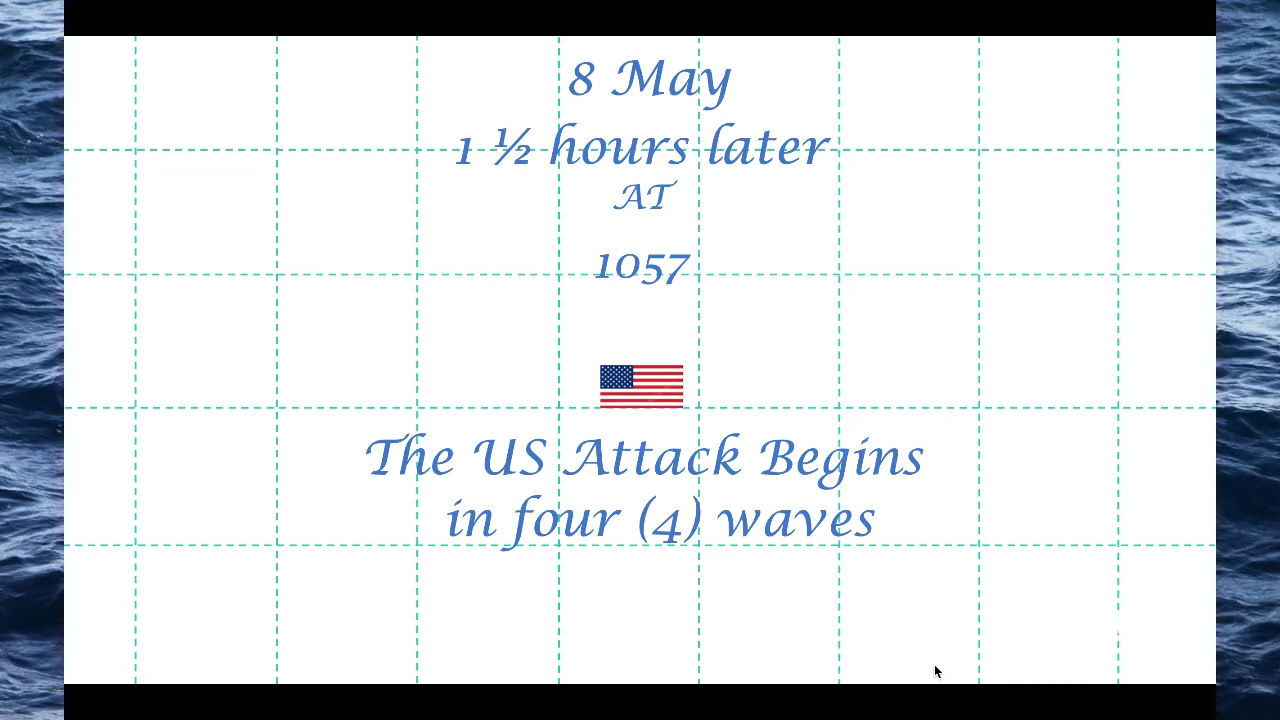 8 May
1 ½ hours later
AT
1057
The US Attack Begins
in four (4) waves